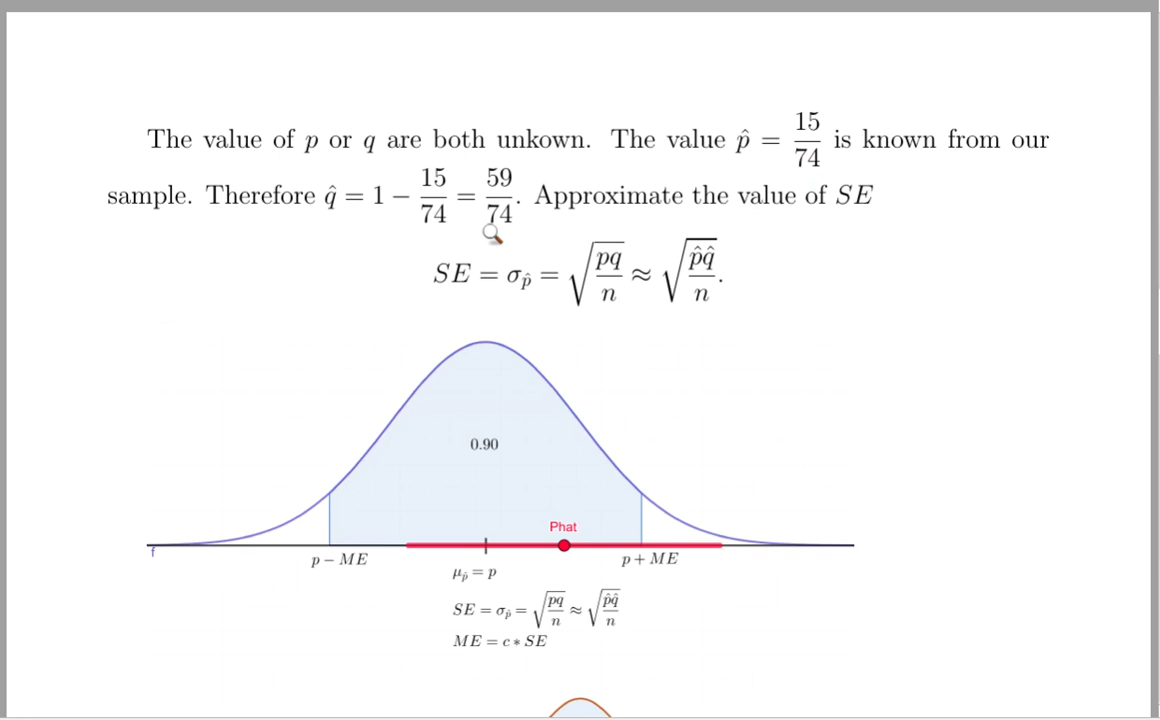 The value of p or q are both unkown. The value p̂ = 15/74 is known from our
sample. Therefore q̂ = 1 − 15/74 = 59/74. Approximate the value of SE
SE = σ_p̂ = √(pq/n) ≈ √(p̂q̂/n).
0.90
Phat
f
p − ME
p + ME
μ_p̂ = p
SE = σ_p̂ = √(pq/n) ≈ √(p̂q̂/n)
ME = c * SE